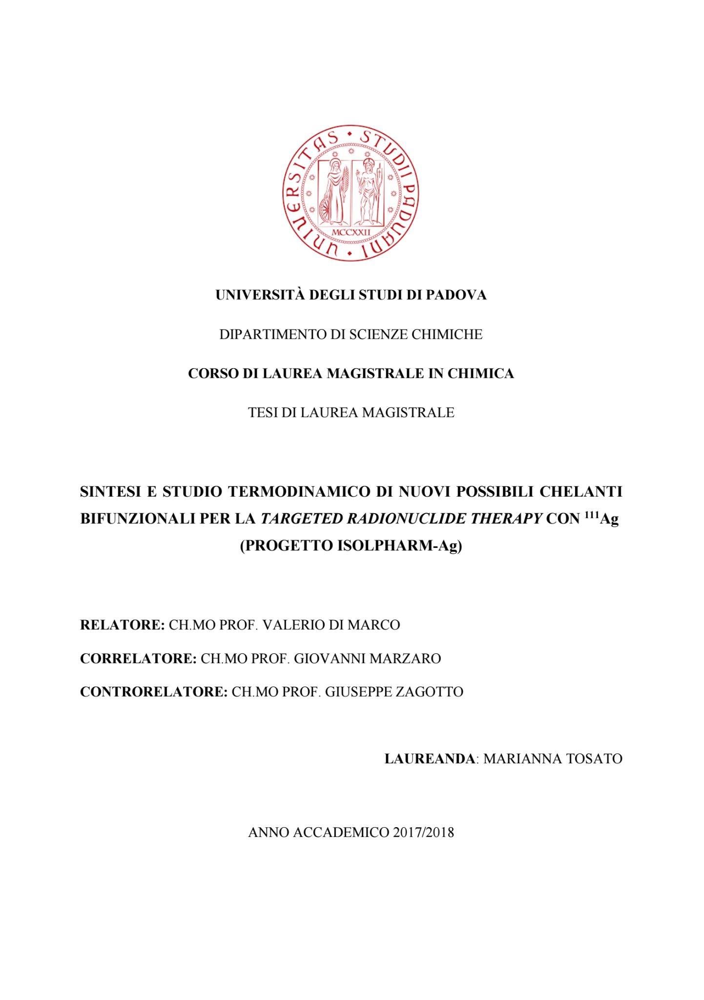 UNIVERSITAS STUDII PADUANI
MCCXXII
UNIVERSITÀ DEGLI STUDI DI PADOVA
DIPARTIMENTO DI SCIENZE CHIMICHE
CORSO DI LAUREA MAGISTRALE IN CHIMICA
TESI DI LAUREA MAGISTRALE
SINTESI E STUDIO TERMODINAMICO DI NUOVI POSSIBILI CHELANTI
BIFUNZIONALI PER LA TARGETED RADIONUCLIDE THERAPY CON ¹¹¹Ag
(PROGETTO ISOLPHARM-Ag)
RELATORE: CH.MO PROF. VALERIO DI MARCO
CORRELATORE: CH.MO PROF. GIOVANNI MARZARO
CONTRORELATORE: CH.MO PROF. GIUSEPPE ZAGOTTO
LAUREANDA: MARIANNA TOSATO
ANNO ACCADEMICO 2017/2018